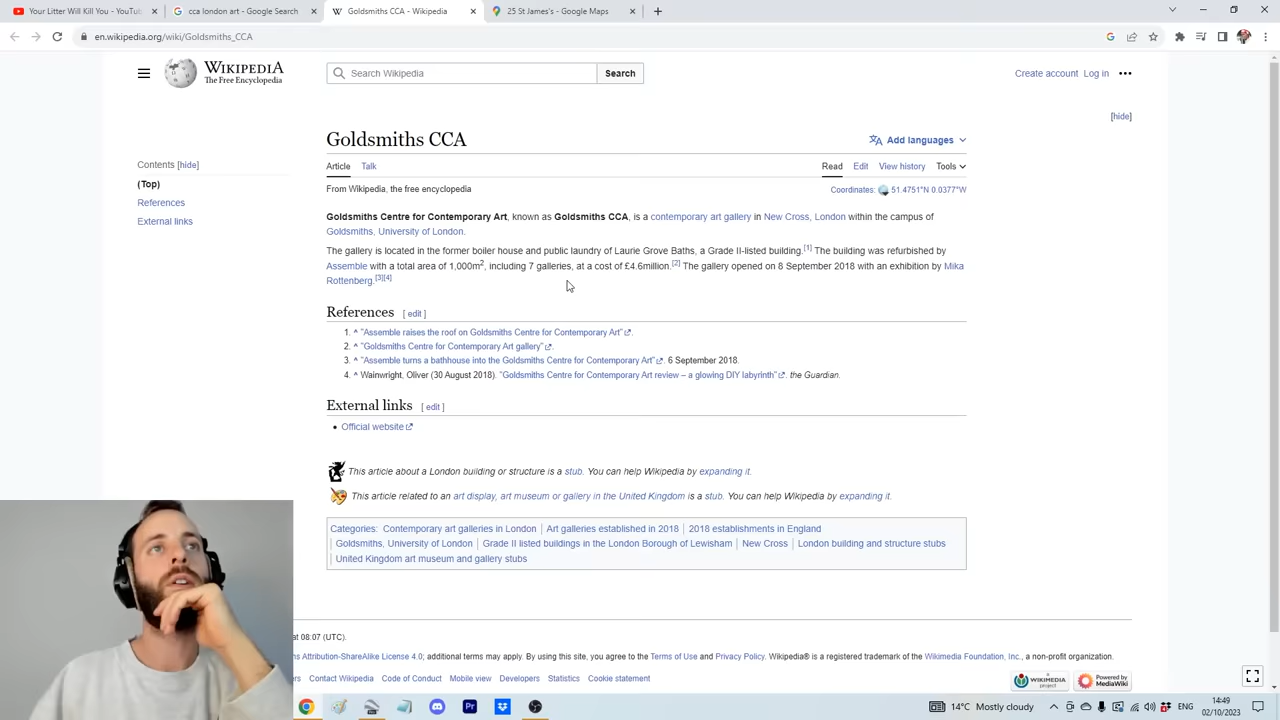 Your Litter Will Kill You - YouTub
cca london art - Google Search
Goldsmiths CCA - Wikipedia
25 St James's - Google Maps
en.wikipedia.org/wiki/Goldsmiths_CCA
WIKIPEDIA
The Free Encyclopedia
Search Wikipedia
Search
Create account Log in
[hide]
Goldsmiths CCA
Add languages
Contents [hide]
(Top)
References
External links
Article Talk
Read Edit View history Tools
From Wikipedia, the free encyclopedia
Coordinates: 51.4751°N 0.0377°W
Goldsmiths Centre for Contemporary Art, known as Goldsmiths CCA, is a contemporary art gallery in New Cross, London within the campus of
Goldsmiths, University of London.
The gallery is located in the former boiler house and public laundry of Laurie Grove Baths, a Grade II-listed building.[1] The building was refurbished by
Assemble with a total area of 1,000m2, including 7 galleries, at a cost of £4.6million.[2] The gallery opened on 8 September 2018 with an exhibition by Mika
Rottenberg.[3][4]
References [ edit ]
1. ^ "Assemble raises the roof on Goldsmiths Centre for Contemporary Art".
2. ^ "Goldsmiths Centre for Contemporary Art gallery".
3. ^ "Assemble turns a bathhouse into the Goldsmiths Centre for Contemporary Art". 6 September 2018.
4. ^ Wainwright, Oliver (30 August 2018). "Goldsmiths Centre for Contemporary Art review – a glowing DIY labyrinth". the Guardian.
External links [ edit ]
• Official website
This article about a London building or structure is a stub. You can help Wikipedia by expanding it.
This article related to an art display, art museum or gallery in the United Kingdom is a stub. You can help Wikipedia by expanding it.
Categories: Contemporary art galleries in London | Art galleries established in 2018 | 2018 establishments in England
| Goldsmiths, University of London | Grade II listed buildings in the London Borough of Lewisham | New Cross | London building and structure stubs
| United Kingdom art museum and gallery stubs
at 08:07 (UTC).
ns Attribution-ShareAlike License 4.0; additional terms may apply. By using this site, you agree to the Terms of Use and Privacy Policy. Wikipedia® is a registered trademark of the Wikimedia Foundation, Inc., a non-profit organization.
ers Contact Wikipedia Code of Conduct Mobile view Developers Statistics Cookie statement
A WIKIMEDIA project
Powered by MediaWiki
Pr
14°C Mostly cloudy
ENG
14:49
02/10/2023